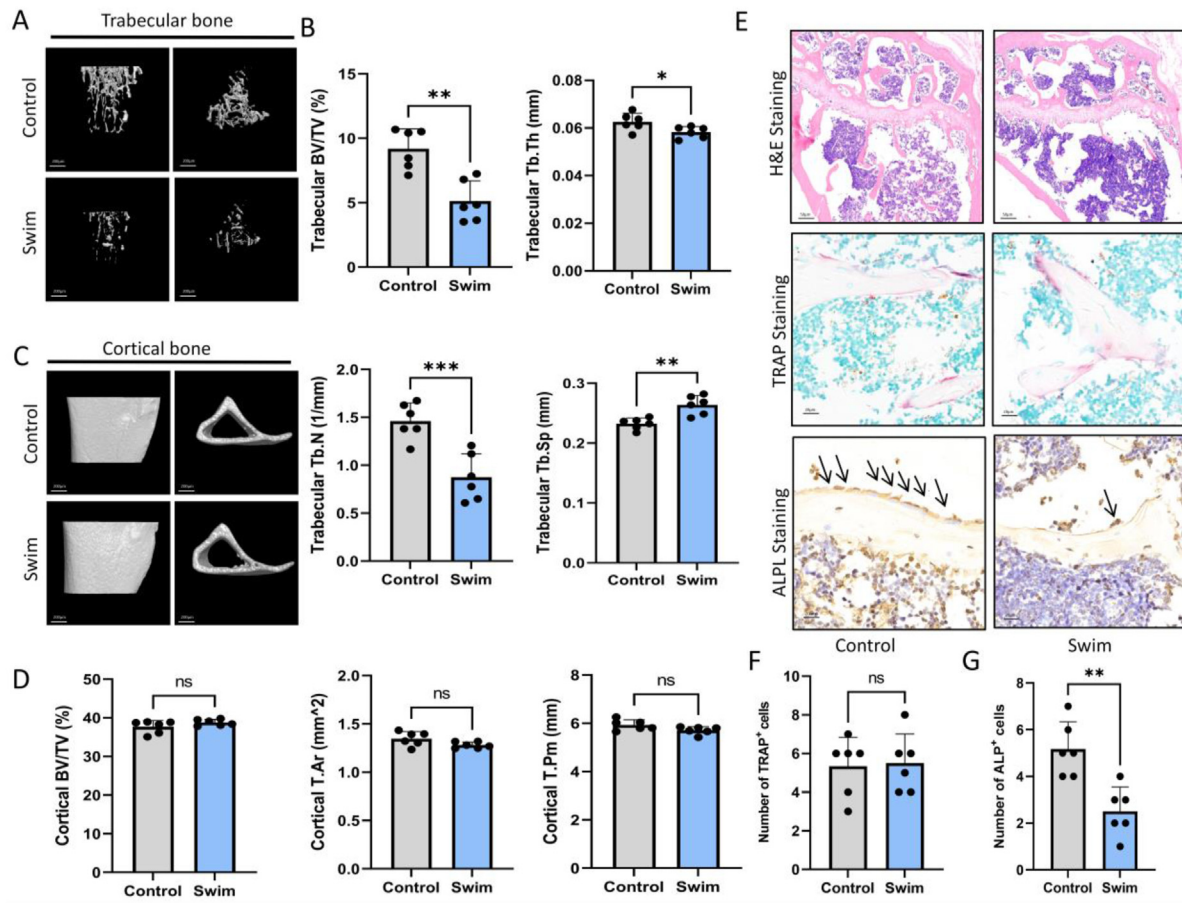 A
Trabecular bone
Control
Swim
B
Trabecular BV/TV (%)
15
10
5
0
**
Control Swim
Trabecular Tb.Th (mm)
0.08
0.06
0.04
0.02
0.00
*
Control Swim
C
Cortical bone
Control
Swim
200μm
Trabecular Tb.N (1/mm)
2.0
1.5
1.0
0.5
0.0
***
Control Swim
Trabecular Tb.Sp (mm)
0.3
0.2
0.1
0.0
**
Control Swim
D
Cortical BV/TV (%)
50
40
30
20
10
0
ns
Control Swim
Cortical T.Ar (mm^2)
2.0
1.5
1.0
0.5
0.0
ns
Control Swim
Cortical T.Pm (mm)
8
6
4
2
0
ns
Control Swim
E
H&E Staining
TRAP Staining
ALPL Staining
Control
Swim
F
Number of TRAP+ cells
10
8
6
4
2
0
ns
Control Swim
G
Number of ALP+ cells
8
6
4
2
0
**
Control Swim